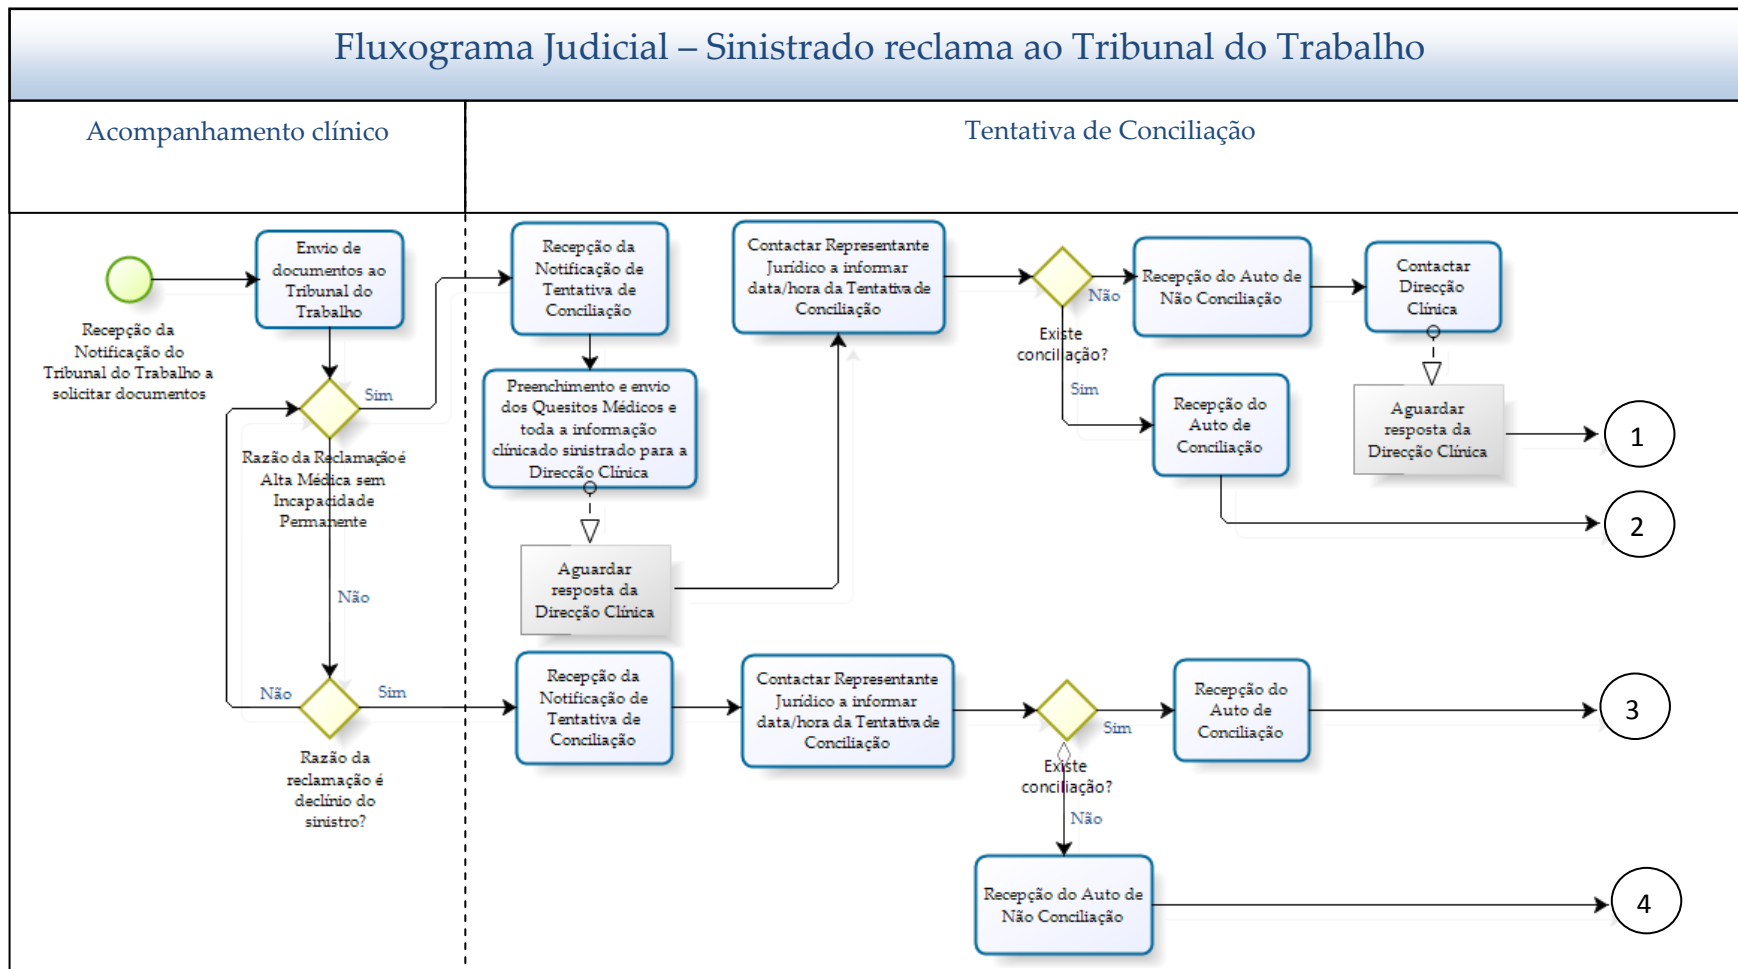 Fluxograma Judicial – Sinistrado reclama ao Tribunal do Trabalho
Acompanhamento clínico
Tentativa de Conciliação
Recepção da
Notificação do
Tribunal do Trabalho a
solicitar documentos
Envio de
documentos ao
Tribunal do
Trabalho
Sim
Razão da Reclamação é
Alta Médica sem
Incapacidade
Permanente
Não
Não
Sim
Razão da
reclamação é
declínio do
sinistro?
Recepção da
Notificação de
Tentativa de
Conciliação
Preenchimento e envio
dos Quesitos Médicos e
toda a informação
clínicado sinistrado para a
Direcção Clínica
Aguardar
resposta da
Direcção Clínica
Contactar Representante
Jurídico a informar
data/hora da Tentativa de
Conciliação
Não
Existe
conciliação?
Sim
Recepção do Auto de
Não Conciliação
Contactar
Direcção
Clínica
Recepção do
Auto de
Conciliação
Aguardar
resposta da
Direcção Clínica
1
2
Recepção da
Notificação de
Tentativa de
Conciliação
Contactar Representante
Jurídico a informar
data/hora da Tentativa de
Conciliação
Sim
Existe
conciliação?
Não
Recepção do
Auto de
Conciliação
3
Recepção do Auto de
Não Conciliação
4